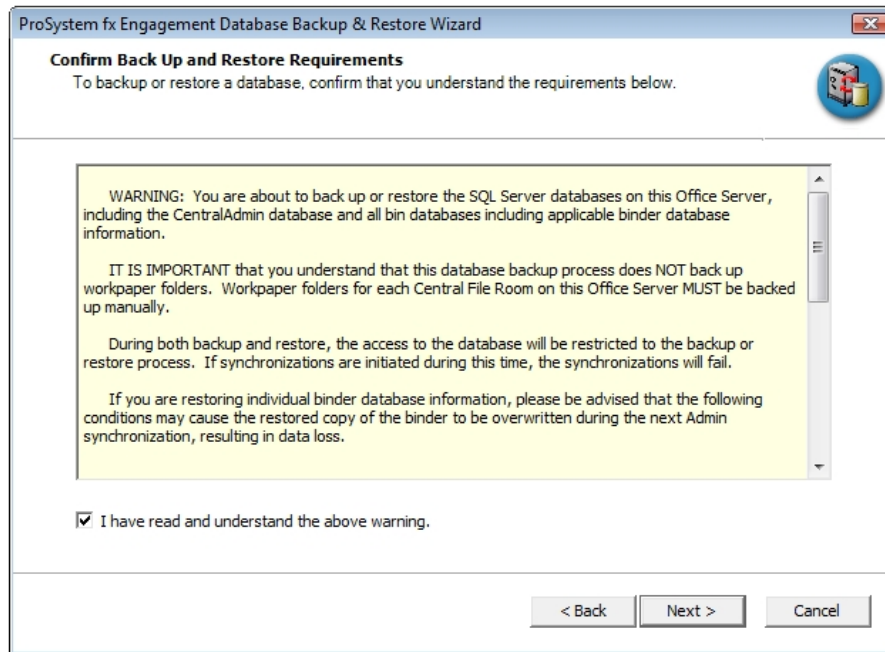 ProSystem fx Engagement Database Backup & Restore Wizard
Confirm Back Up and Restore Requirements
To backup or restore a database, confirm that you understand the requirements below.
WARNING: You are about to back up or restore the SQL Server databases on this Office Server,
including the CentralAdmin database and all bin databases including applicable binder database
information.
IT IS IMPORTANT that you understand that this database backup process does NOT back up
workpaper folders. Workpaper folders for each Central File Room on this Office Server MUST be backed
up manually.
During both backup and restore, the access to the database will be restricted to the backup or
restore process. If synchronizations are initiated during this time, the synchronizations will fail.
If you are restoring individual binder database information, please be advised that the following
conditions may cause the restored copy of the binder to be overwritten during the next Admin
synchronization, resulting in data loss.
I have read and understand the above warning.
< Back
Next >
Cancel